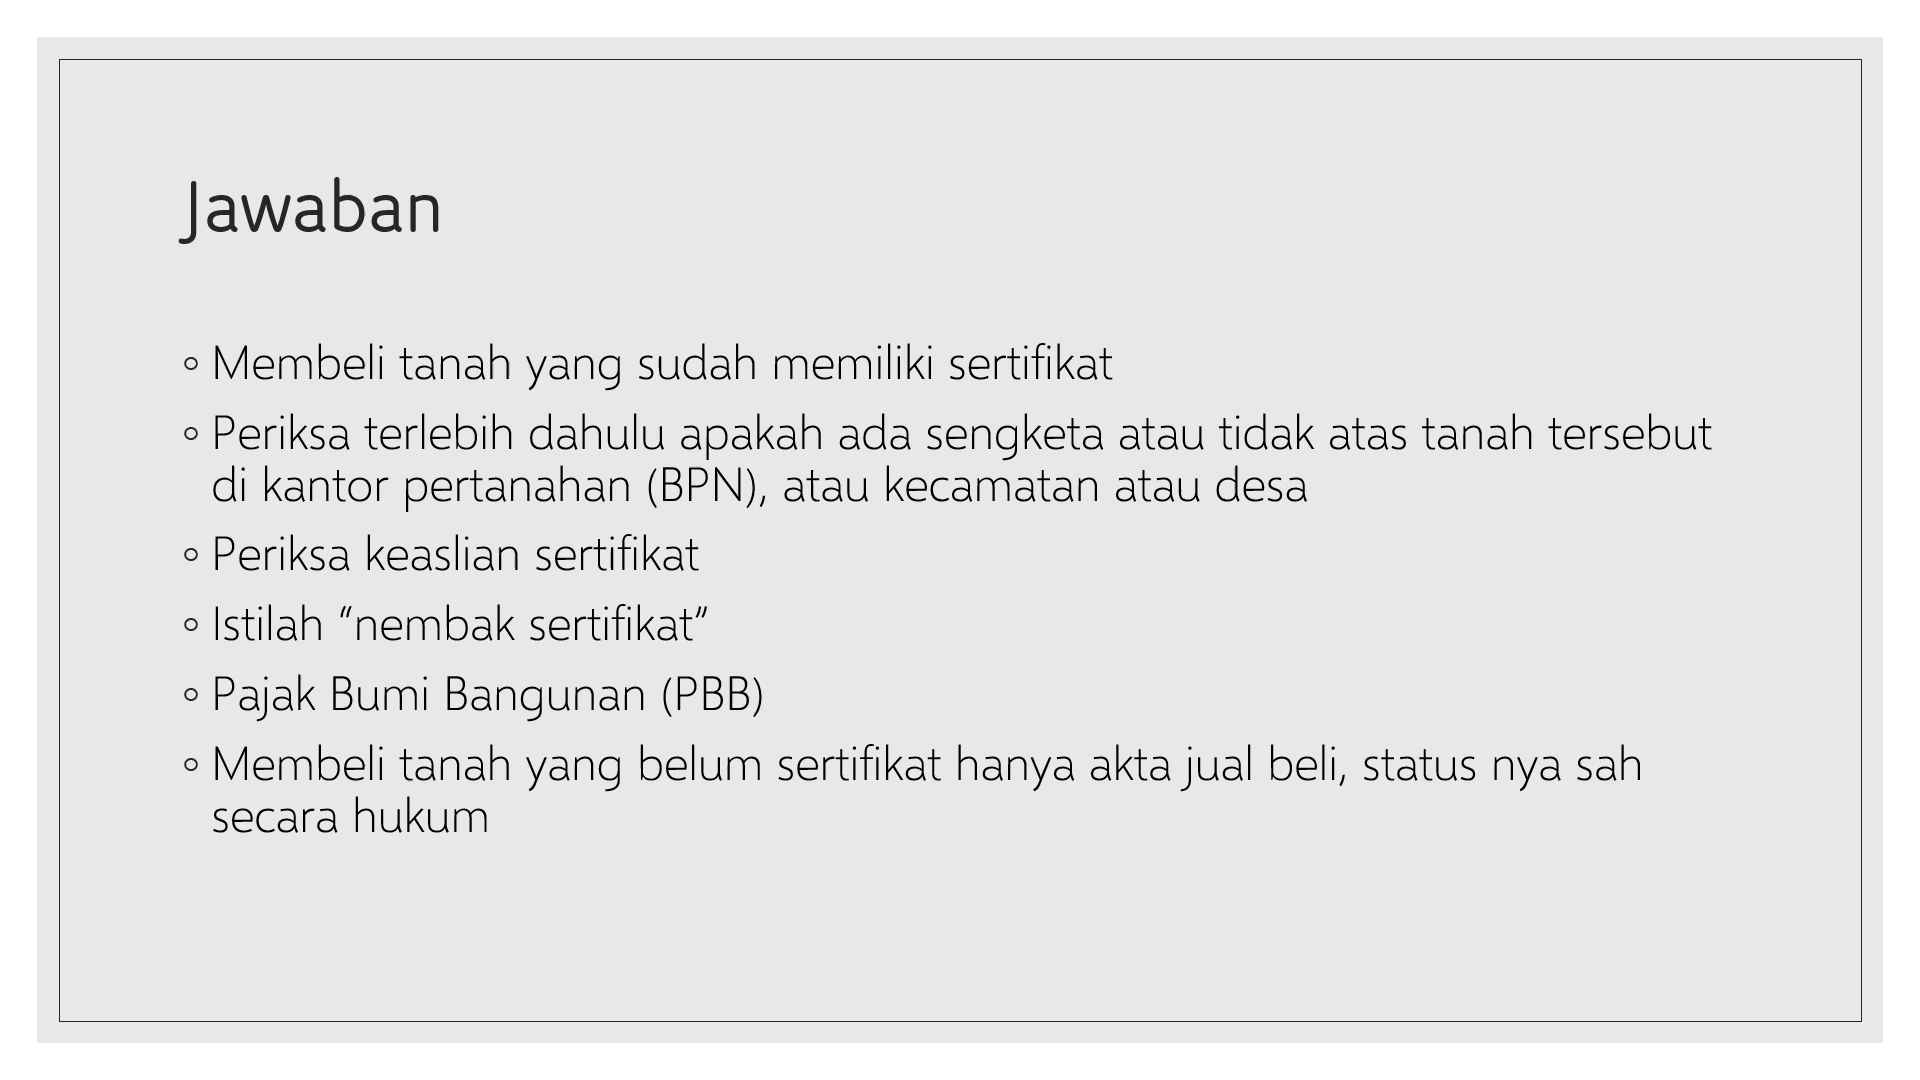 Jawaban
◦ Membeli tanah yang sudah memiliki sertifikat
◦ Periksa terlebih dahulu apakah ada sengketa atau tidak atas tanah tersebut
di kantor pertanahan (BPN), atau kecamatan atau desa
◦ Periksa keaslian sertifikat
◦ Istilah “nembak sertifikat”
◦ Pajak Bumi Bangunan (PBB)
◦ Membeli tanah yang belum sertifikat hanya akta jual beli, status nya sah
secara hukum